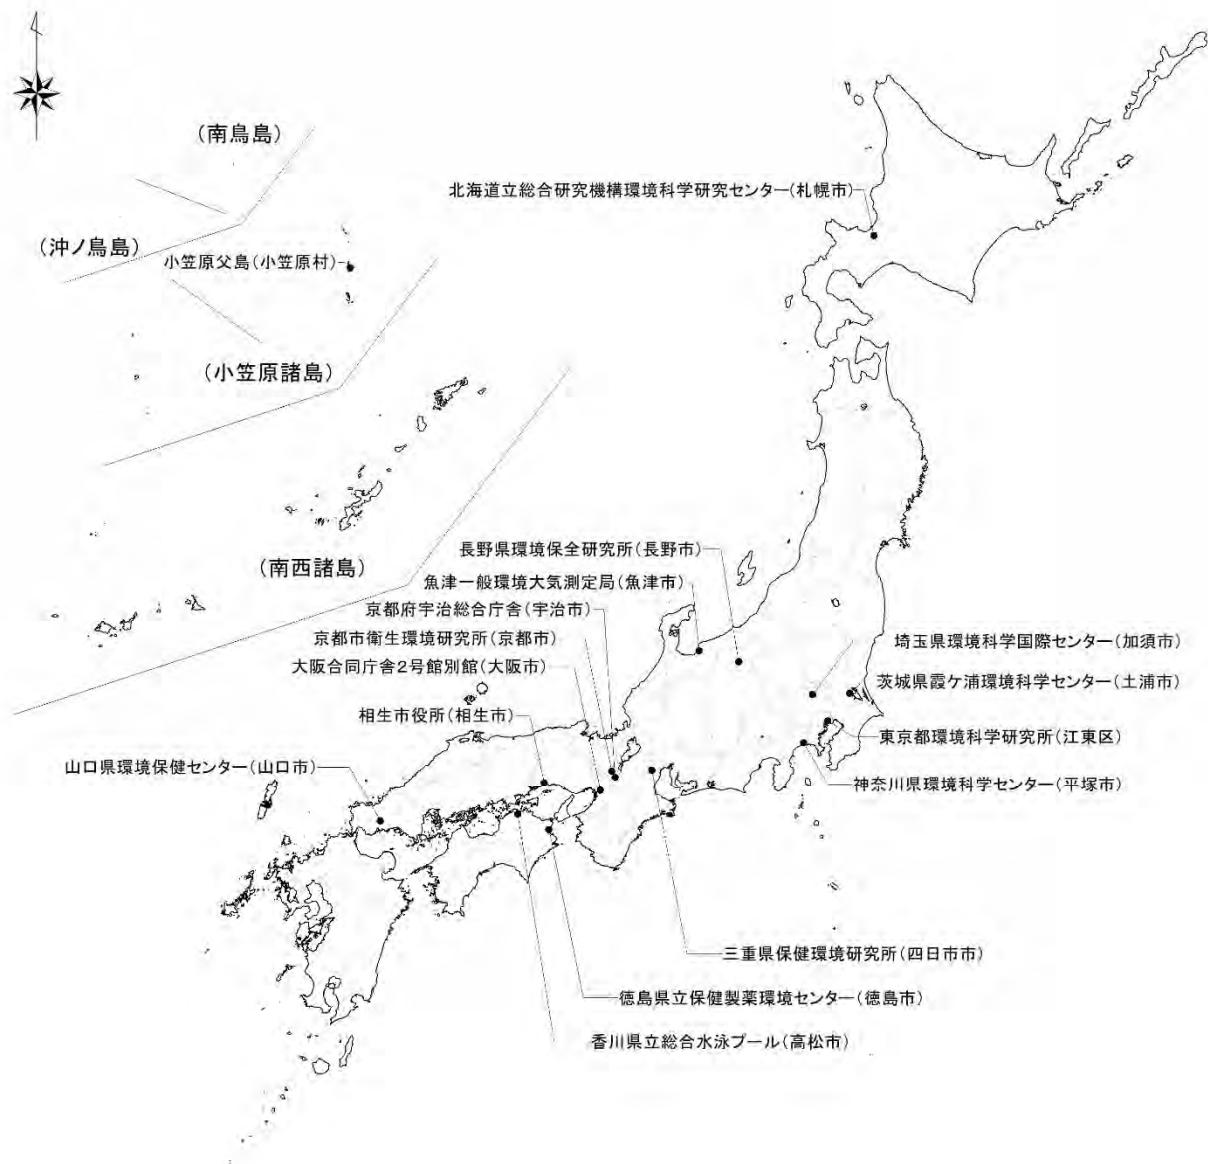 (南鳥島)
北海道立総合研究機構環境科学研究センター(札幌市)
(沖ノ鳥島)
小笠原父島(小笠原村)
(小笠原諸島)
長野県環境保全研究所(長野市)
(南西諸島)
魚津一般環境大気測定局(魚津市)
京都府宇治総合庁舎(宇治市)
京都市衛生環境研究所(京都市)
埼玉県環境科学国際センター(加須市)
大阪合同庁舎2号館別館(大阪市)
茨城県霞ケ浦環境科学センター(土浦市)
相生市役所(相生市)
東京都環境科学研究所(江東区)
山口県環境保健センター(山口市)
神奈川県環境科学センター(平塚市)
三重県保健環境研究所(四日市市)
徳島県立保健製薬環境センター(徳島市)
香川県立総合水泳プール(高松市)